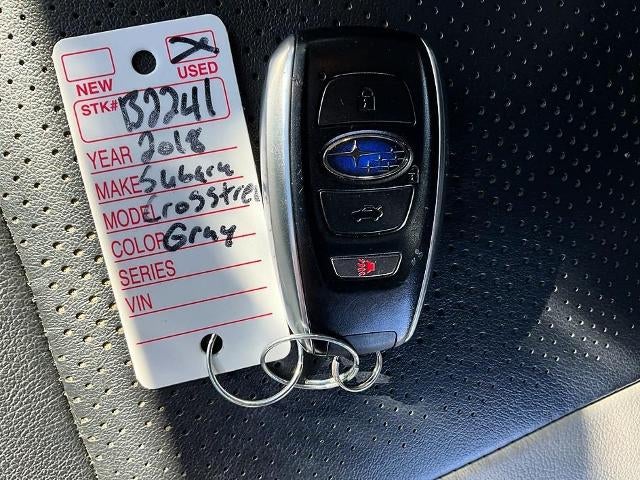 NEW USED
STK# B2241
YEAR 2018
MAKE Subaru
MODEL Crosstrek
COLOR Gray
SERIES
VIN